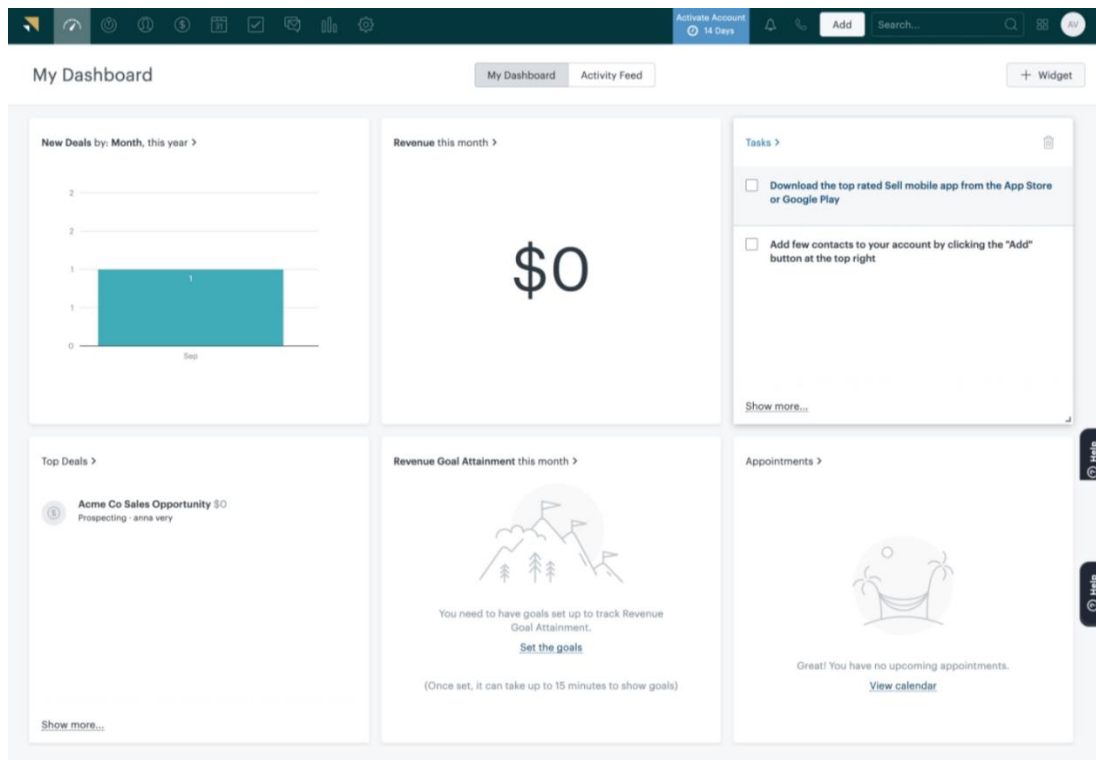 Activate Account
14 Days
Add
Search...
AV
31
My Dashboard
My Dashboard
Activity Feed
+ Widget
New Deals by: Month, this year >
2
2
1
1
1
0
Sep
Revenue this month >
$0
Tasks >
Download the top rated Sell mobile app from the App Store
or Google Play
Add few contacts to your account by clicking the "Add"
button at the top right
Show more...
Top Deals >
$
Acme Co Sales Opportunity $0
Prospecting · anna very
Show more...
Revenue Goal Attainment this month >
You need to have goals set up to track Revenue
Goal Attainment.
Set the goals
(Once set, it can take up to 15 minutes to show goals)
Appointments >
Great! You have no upcoming appointments.
View calendar
Help
Help